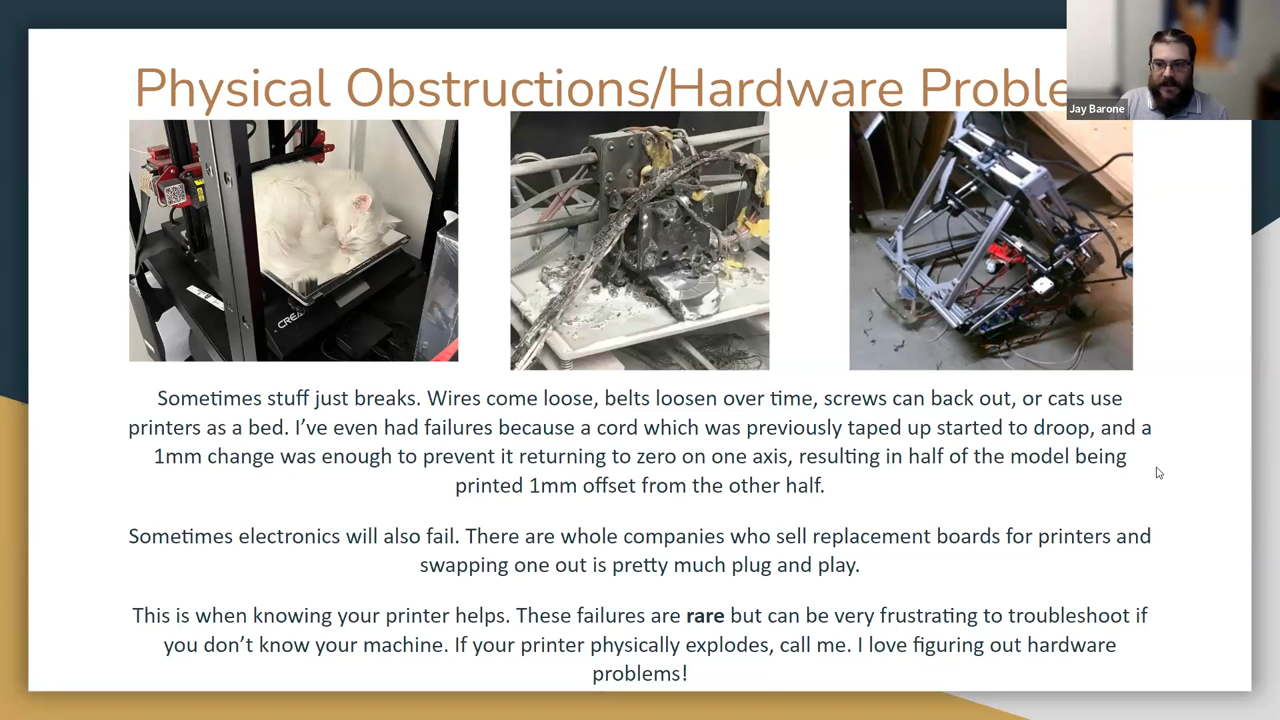 Physical Obstructions/Hardware Proble
Jay Barone
CREA
Sometimes stuff just breaks. Wires come loose, belts loosen over time, screws can back out, or cats use
printers as a bed. I’ve even had failures because a cord which was previously taped up started to droop, and a
1mm change was enough to prevent it returning to zero on one axis, resulting in half of the model being
printed 1mm offset from the other half.
Sometimes electronics will also fail. There are whole companies who sell replacement boards for printers and
swapping one out is pretty much plug and play.
This is when knowing your printer helps. These failures are rare but can be very frustrating to troubleshoot if
you don’t know your machine. If your printer physically explodes, call me. I love figuring out hardware
problems!